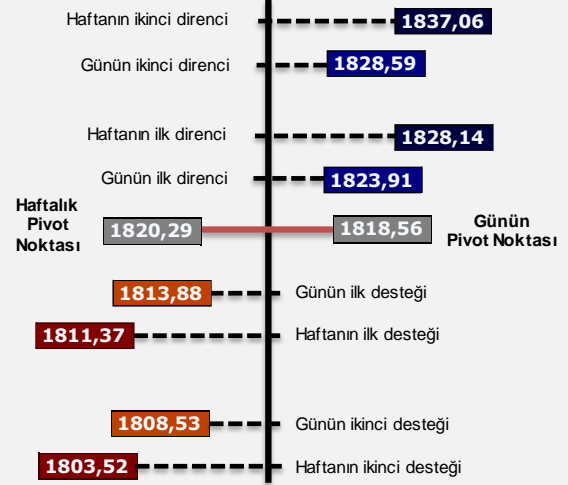 Haftanın ikinci direnci 1837,06
Günün ikinci direnci 1828,59
Haftanın ilk direnci 1828,14
Günün ilk direnci 1823,91
Haftalık
Pivot
Noktası
1820,29 1818,56
Günün
Pivot Noktası
1813,88 Günün ilk desteği
1811,37 Haftanın ilk desteği
1808,53 Günün ikinci desteği
1803,52 Haftanın ikinci desteği